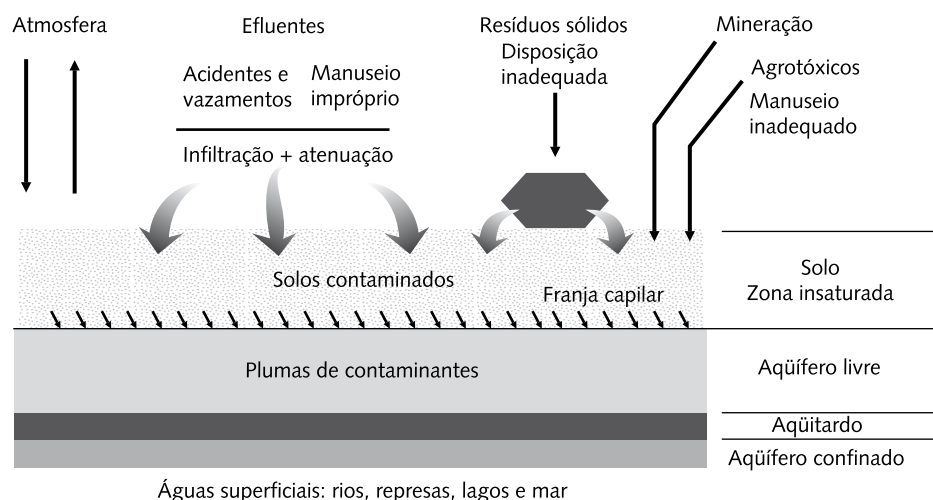 Atmosfera
Efluentes
Acidentes e
vazamentos
Manuseio
impróprio
Infiltração + atenuação
Resíduos sólidos
Disposição
inadequada
Mineração
Agrotóxicos
Manuseio
inadequado
Solos contaminados
Franja capilar
Solo
Zona insaturada
Plumas de contaminantes
Aqüífero livre
Aqüitardo
Aqüífero confinado
Águas superficiais: rios, represas, lagos e mar